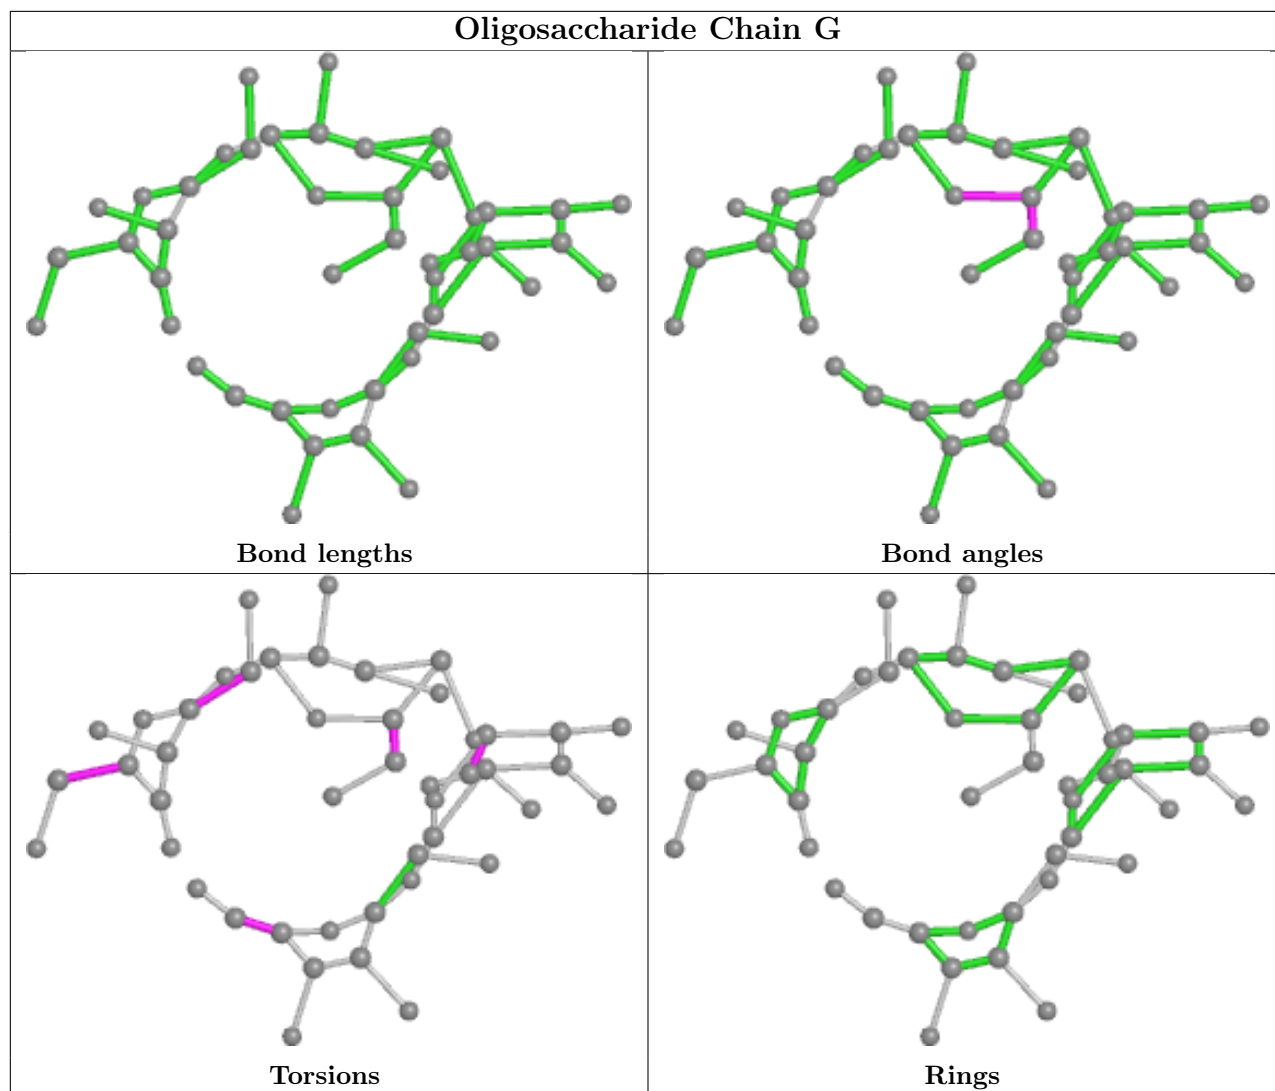 Oligosaccharide Chain G
Bond lengths
Bond angles
Torsions
Rings